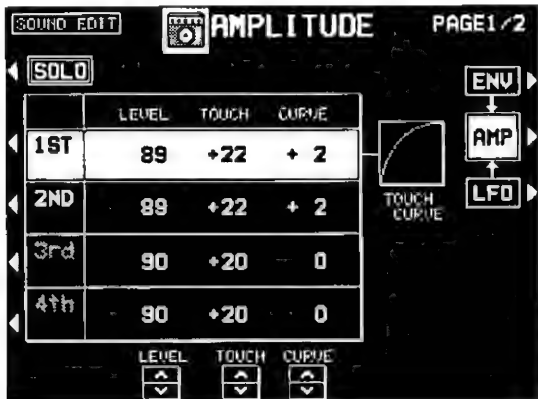 SOUND EDIT AMPLITUDE PAGE1/2
SOLO
ENV
LEVEL TOUCH CURVE
1ST 89 +22 + 2
AMP
2ND 89 +22 + 2
TOUCH
CURVE
LFO
3rd 90 +20 0
4th 90 +20 0
LEVEL TOUCH CURVE